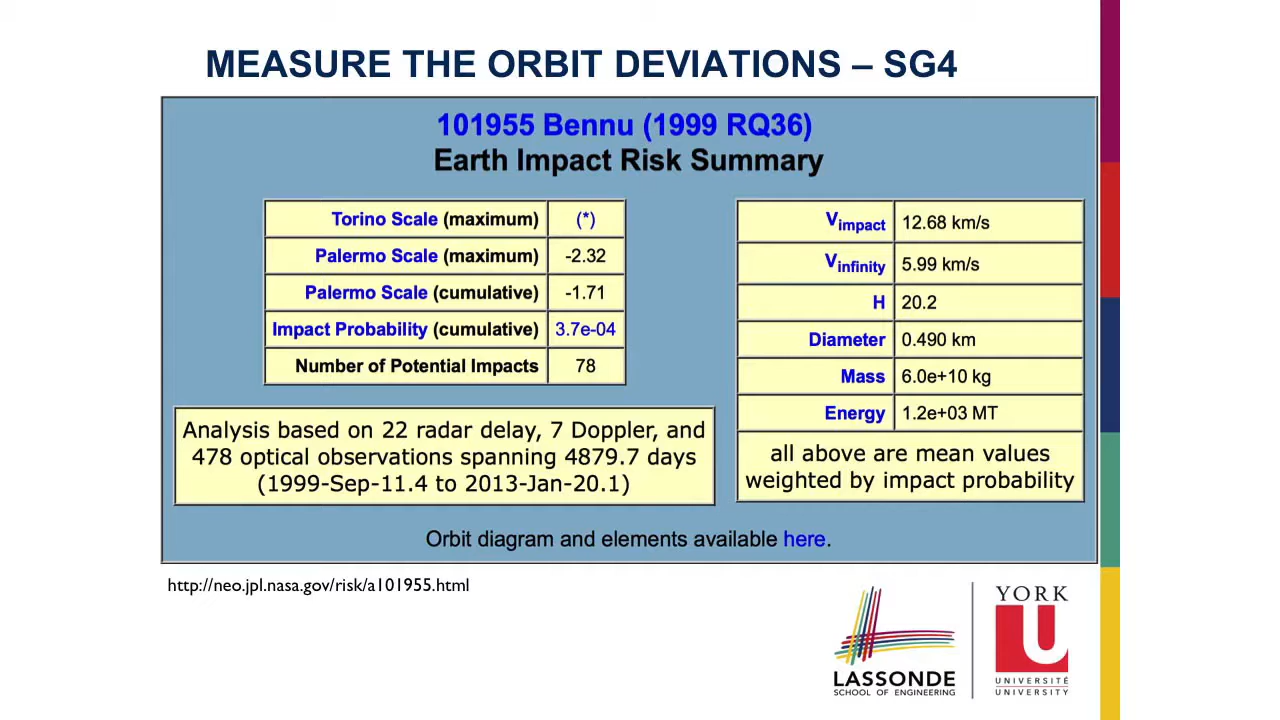 MEASURE THE ORBIT DEVIATIONS – SG4
101955 Bennu (1999 RQ36)
Earth Impact Risk Summary
Torino Scale (maximum) (*)
Palermo Scale (maximum) -2.32
Palermo Scale (cumulative) -1.71
Impact Probability (cumulative) 3.7e-04
Number of Potential Impacts 78
Analysis based on 22 radar delay, 7 Doppler, and
478 optical observations spanning 4879.7 days
(1999-Sep-11.4 to 2013-Jan-20.1)
Vimpact 12.68 km/s
Vinfinity 5.99 km/s
H 20.2
Diameter 0.490 km
Mass 6.0e+10 kg
Energy 1.2e+03 MT
all above are mean values
weighted by impact probability
Orbit diagram and elements available here.
http://neo.jpl.nasa.gov/risk/a101955.html
LASSONDE
SCHOOL OF ENGINEERING
YORK
U
UNIVERSITÉ
UNIVERSITY